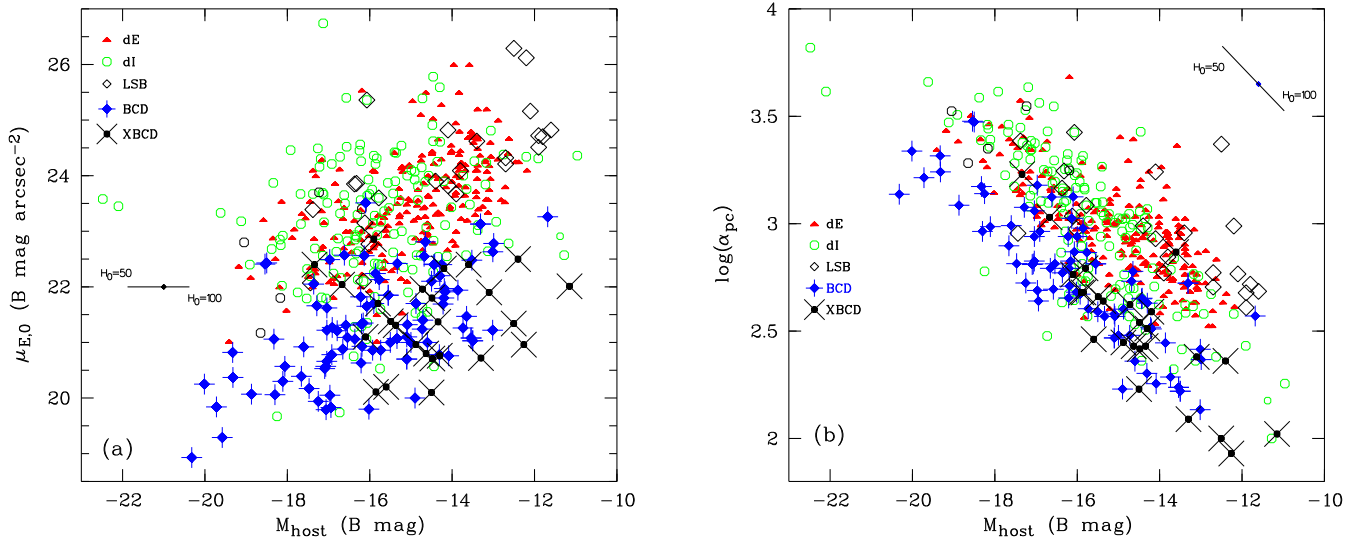 26
24
22
20
μE,0 (B mag arcsec−2)
dE
dI
LSB
BCD
XBCD
H0=50
H0=100
(a)
−22
−20
−18
−16
−14
−12
−10
Mhost (B mag)
4
3.5
3
2.5
2
log(αpc)
H0=50
H0=100
dE
dI
LSB
BCD
XBCD
(b)
−22
−20
−18
−16
−14
−12
−10
Mhost (B mag)